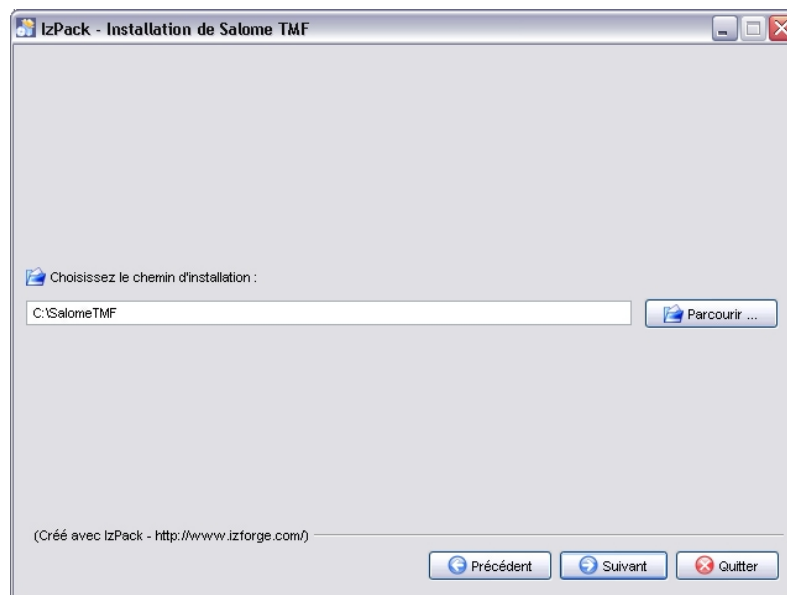 IzPack - Installation de Salome TMF
Choisissez le chemin d'installation :
C:\SalomeTMF
Parcourir ...
(Créé avec IzPack - http://www.izforge.com/)
Précédent
Suivant
Quitter